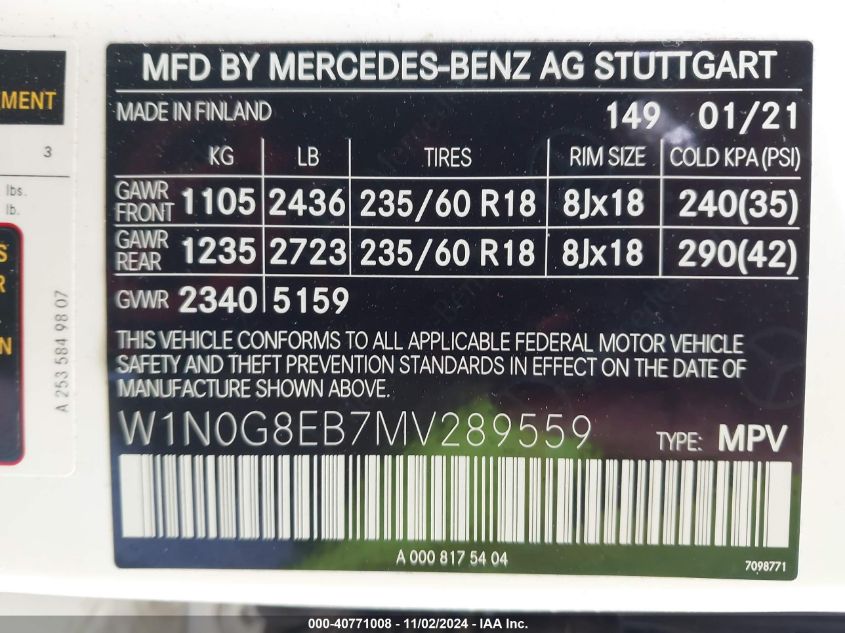 MFD BY MERCEDES-BENZ AG STUTTGART
MADE IN FINLAND 149 01/21
KG LB TIRES RIM SIZE COLD KPA (PSI)
GAWR FRONT 1105 2436 235/60 R18 8Jx18 240(35)
GAWR REAR 1235 2723 235/60 R18 8Jx18 290(42)
GVWR 2340 5159
THIS VEHICLE CONFORMS TO ALL APPLICABLE FEDERAL MOTOR VEHICLE
SAFETY AND THEFT PREVENTION STANDARDS IN EFFECT ON THE DATE OF
MANUFACTURE SHOWN ABOVE.
W1N0G8EB7MV289559 TYPE: MPV
A 000 817 54 04
7098771
MENT
3
lbs.
lb.
S
R
N
A 253 584 98 07
000-40771008 - 11/02/2024 - IAA Inc.